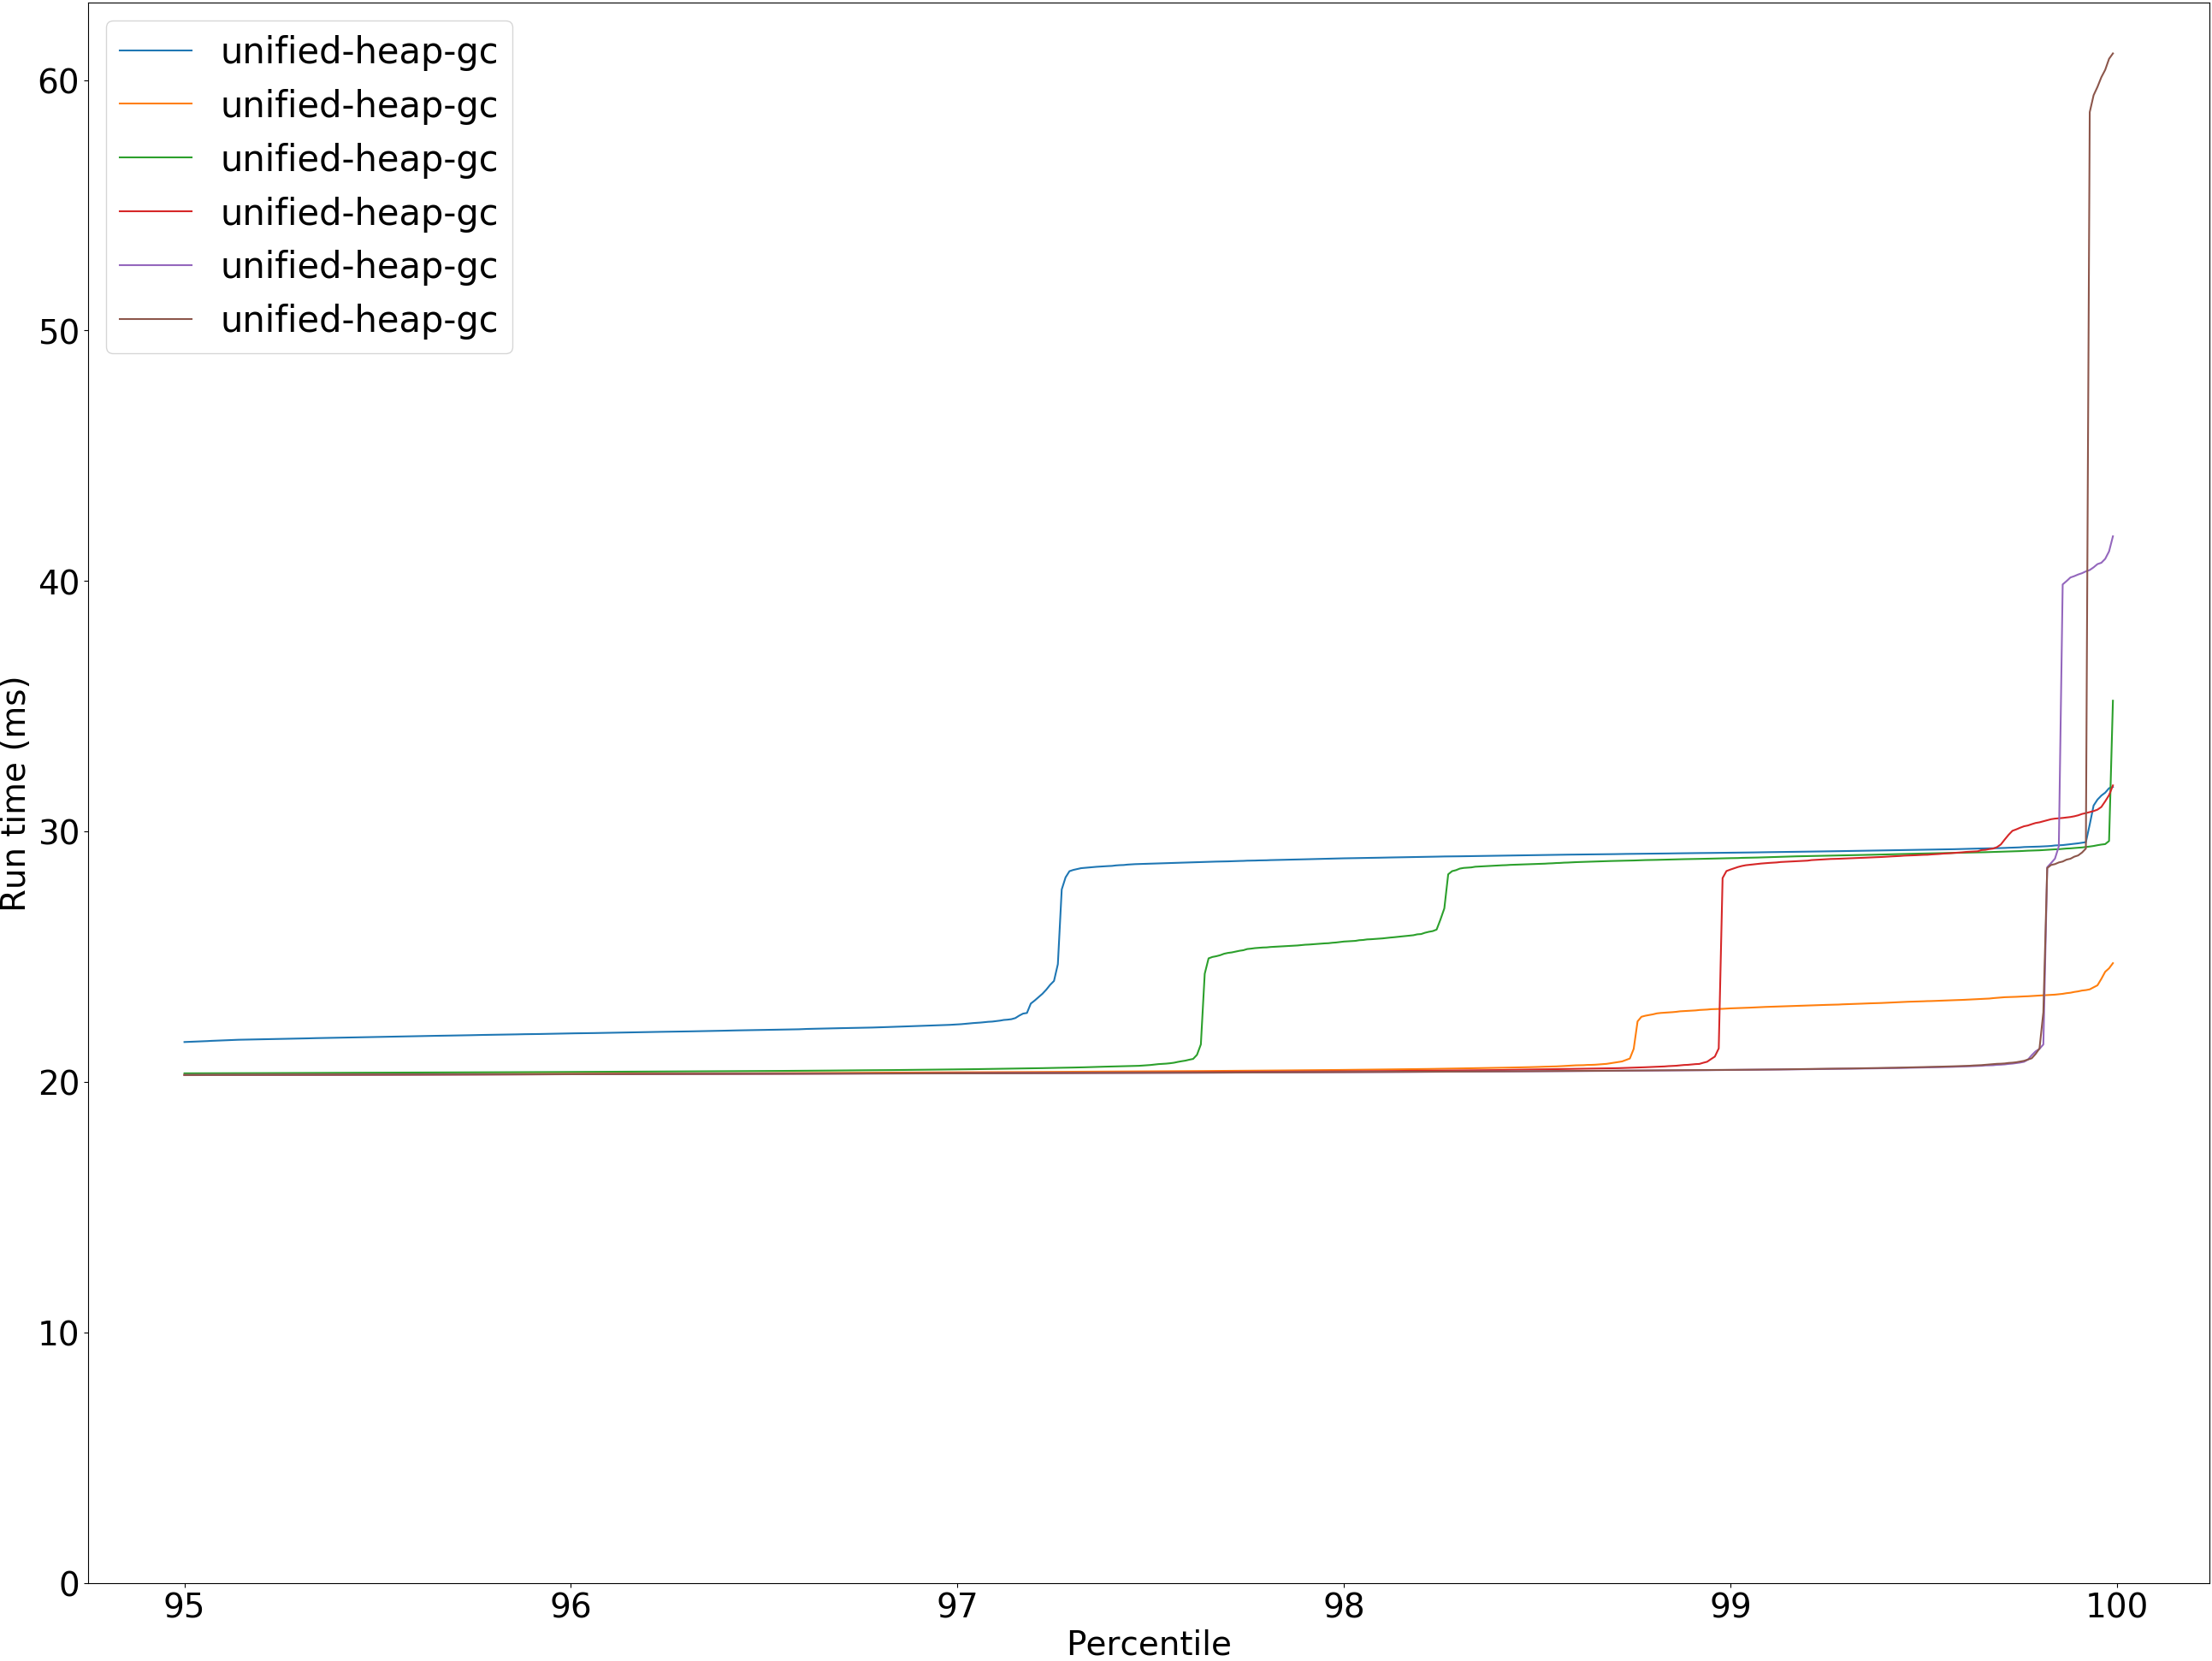 unified-heap-gc
unified-heap-gc
unified-heap-gc
unified-heap-gc
unified-heap-gc
unified-heap-gc
60
50
40
30
20
10
0
Run time (ms)
95 96 97 98 99 100
Percentile